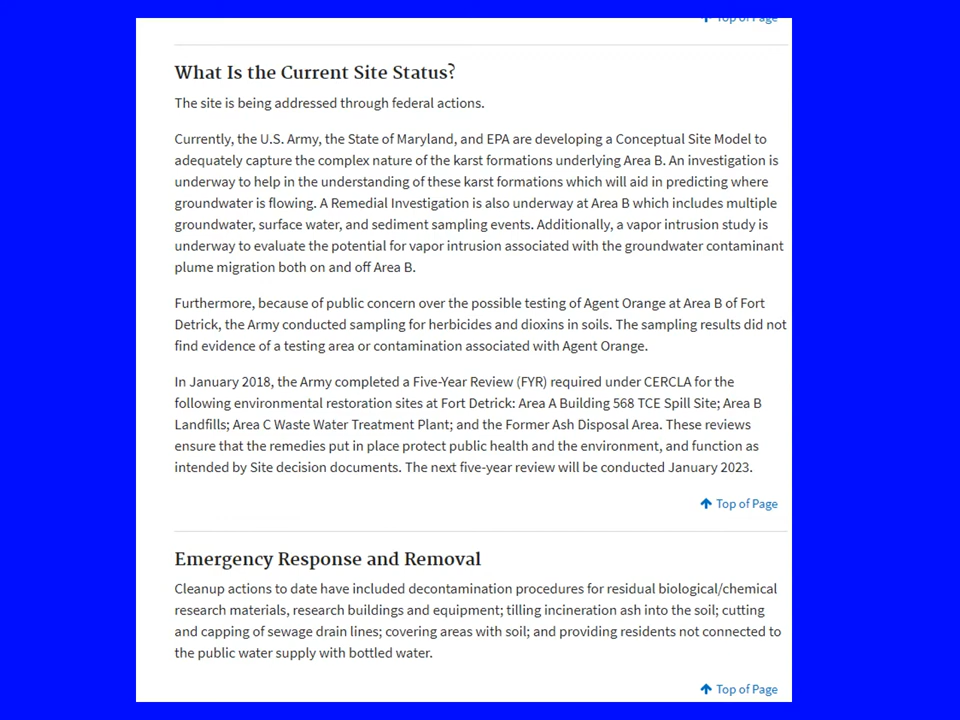 Top of Page
What Is the Current Site Status?
The site is being addressed through federal actions.
Currently, the U.S. Army, the State of Maryland, and EPA are developing a Conceptual Site Model to
adequately capture the complex nature of the karst formations underlying Area B. An investigation is
underway to help in the understanding of these karst formations which will aid in predicting where
groundwater is flowing. A Remedial Investigation is also underway at Area B which includes multiple
groundwater, surface water, and sediment sampling events. Additionally, a vapor intrusion study is
underway to evaluate the potential for vapor intrusion associated with the groundwater contaminant
plume migration both on and off Area B.
Furthermore, because of public concern over the possible testing of Agent Orange at Area B of Fort
Detrick, the Army conducted sampling for herbicides and dioxins in soils. The sampling results did not
find evidence of a testing area or contamination associated with Agent Orange.
In January 2018, the Army completed a Five-Year Review (FYR) required under CERCLA for the
following environmental restoration sites at Fort Detrick: Area A Building 568 TCE Spill Site; Area B
Landfills; Area C Waste Water Treatment Plant; and the Former Ash Disposal Area. These reviews
ensure that the remedies put in place protect public health and the environment, and function as
intended by Site decision documents. The next five-year review will be conducted January 2023.
Top of Page
Emergency Response and Removal
Cleanup actions to date have included decontamination procedures for residual biological/chemical
research materials, research buildings and equipment; tilling incineration ash into the soil; cutting
and capping of sewage drain lines; covering areas with soil; and providing residents not connected to
the public water supply with bottled water.
Top of Page